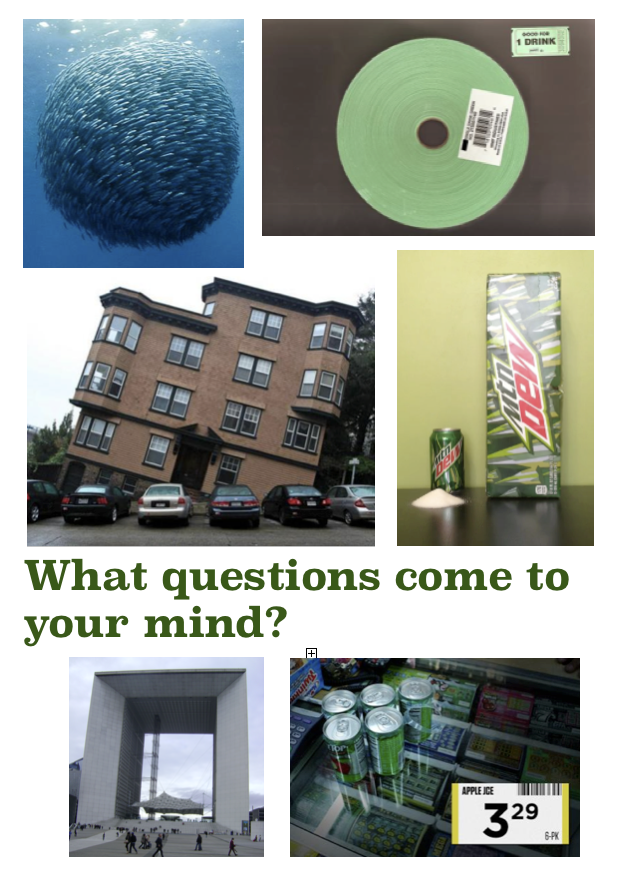 GOOD FOR
1 DRINK
Mtn
Dew
Mtn
Dew
What questions come to
your mind?
APPLE JCE
3 29
6-PK